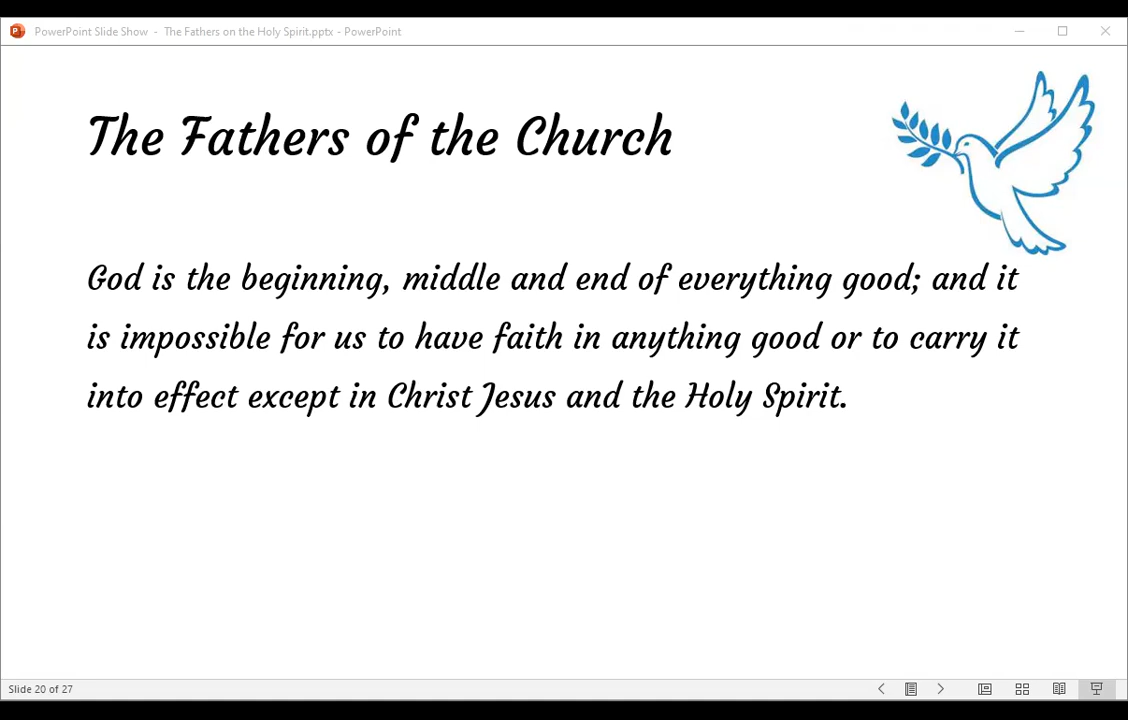 PowerPoint Slide Show - The Fathers on the Holy Spirit.pptx - PowerPoint
The Fathers of the Church
God is the beginning, middle and end of everything good; and it
is impossible for us to have faith in anything good or to carry it
into effect except in Christ Jesus and the Holy Spirit.
Slide 20 of 27